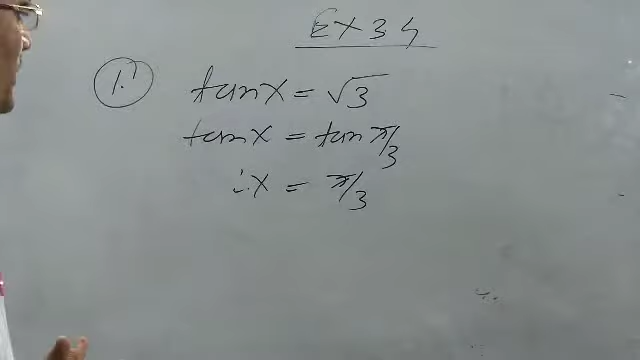 Ex 3 4
1. tan x = √3
tan x = tan π/3
∴ x = π/3